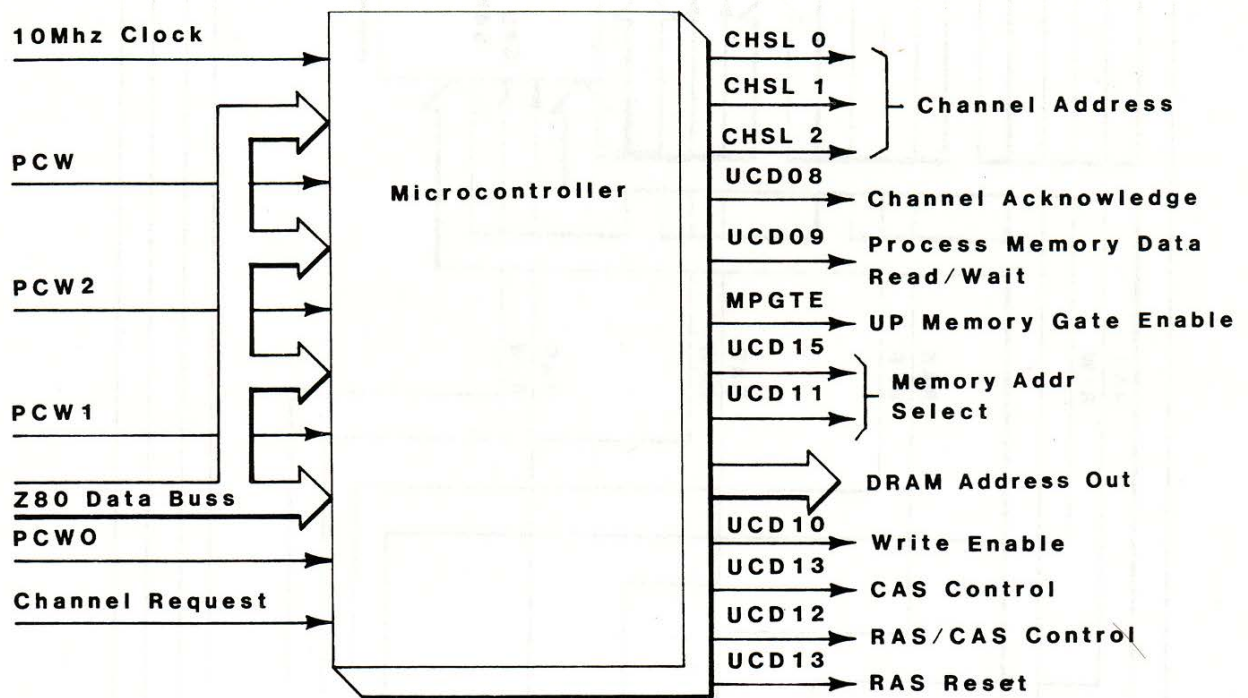 10Mhz Clock
PCW
PCW2
PCW1
Z80 Data Buss
PCW0
Channel Request
Microcontroller
CHSL 0
CHSL 1
CHSL 2
Channel Address
UCD08
Channel Acknowledge
UCD09
Process Memory Data
Read/Wait
MPGTE
UP Memory Gate Enable
UCD15
UCD11
Memory Addr
Select
DRAM Address Out
UCD10
Write Enable
UCD13
CAS Control
UCD12
RAS/CAS Control
UCD13
RAS Reset